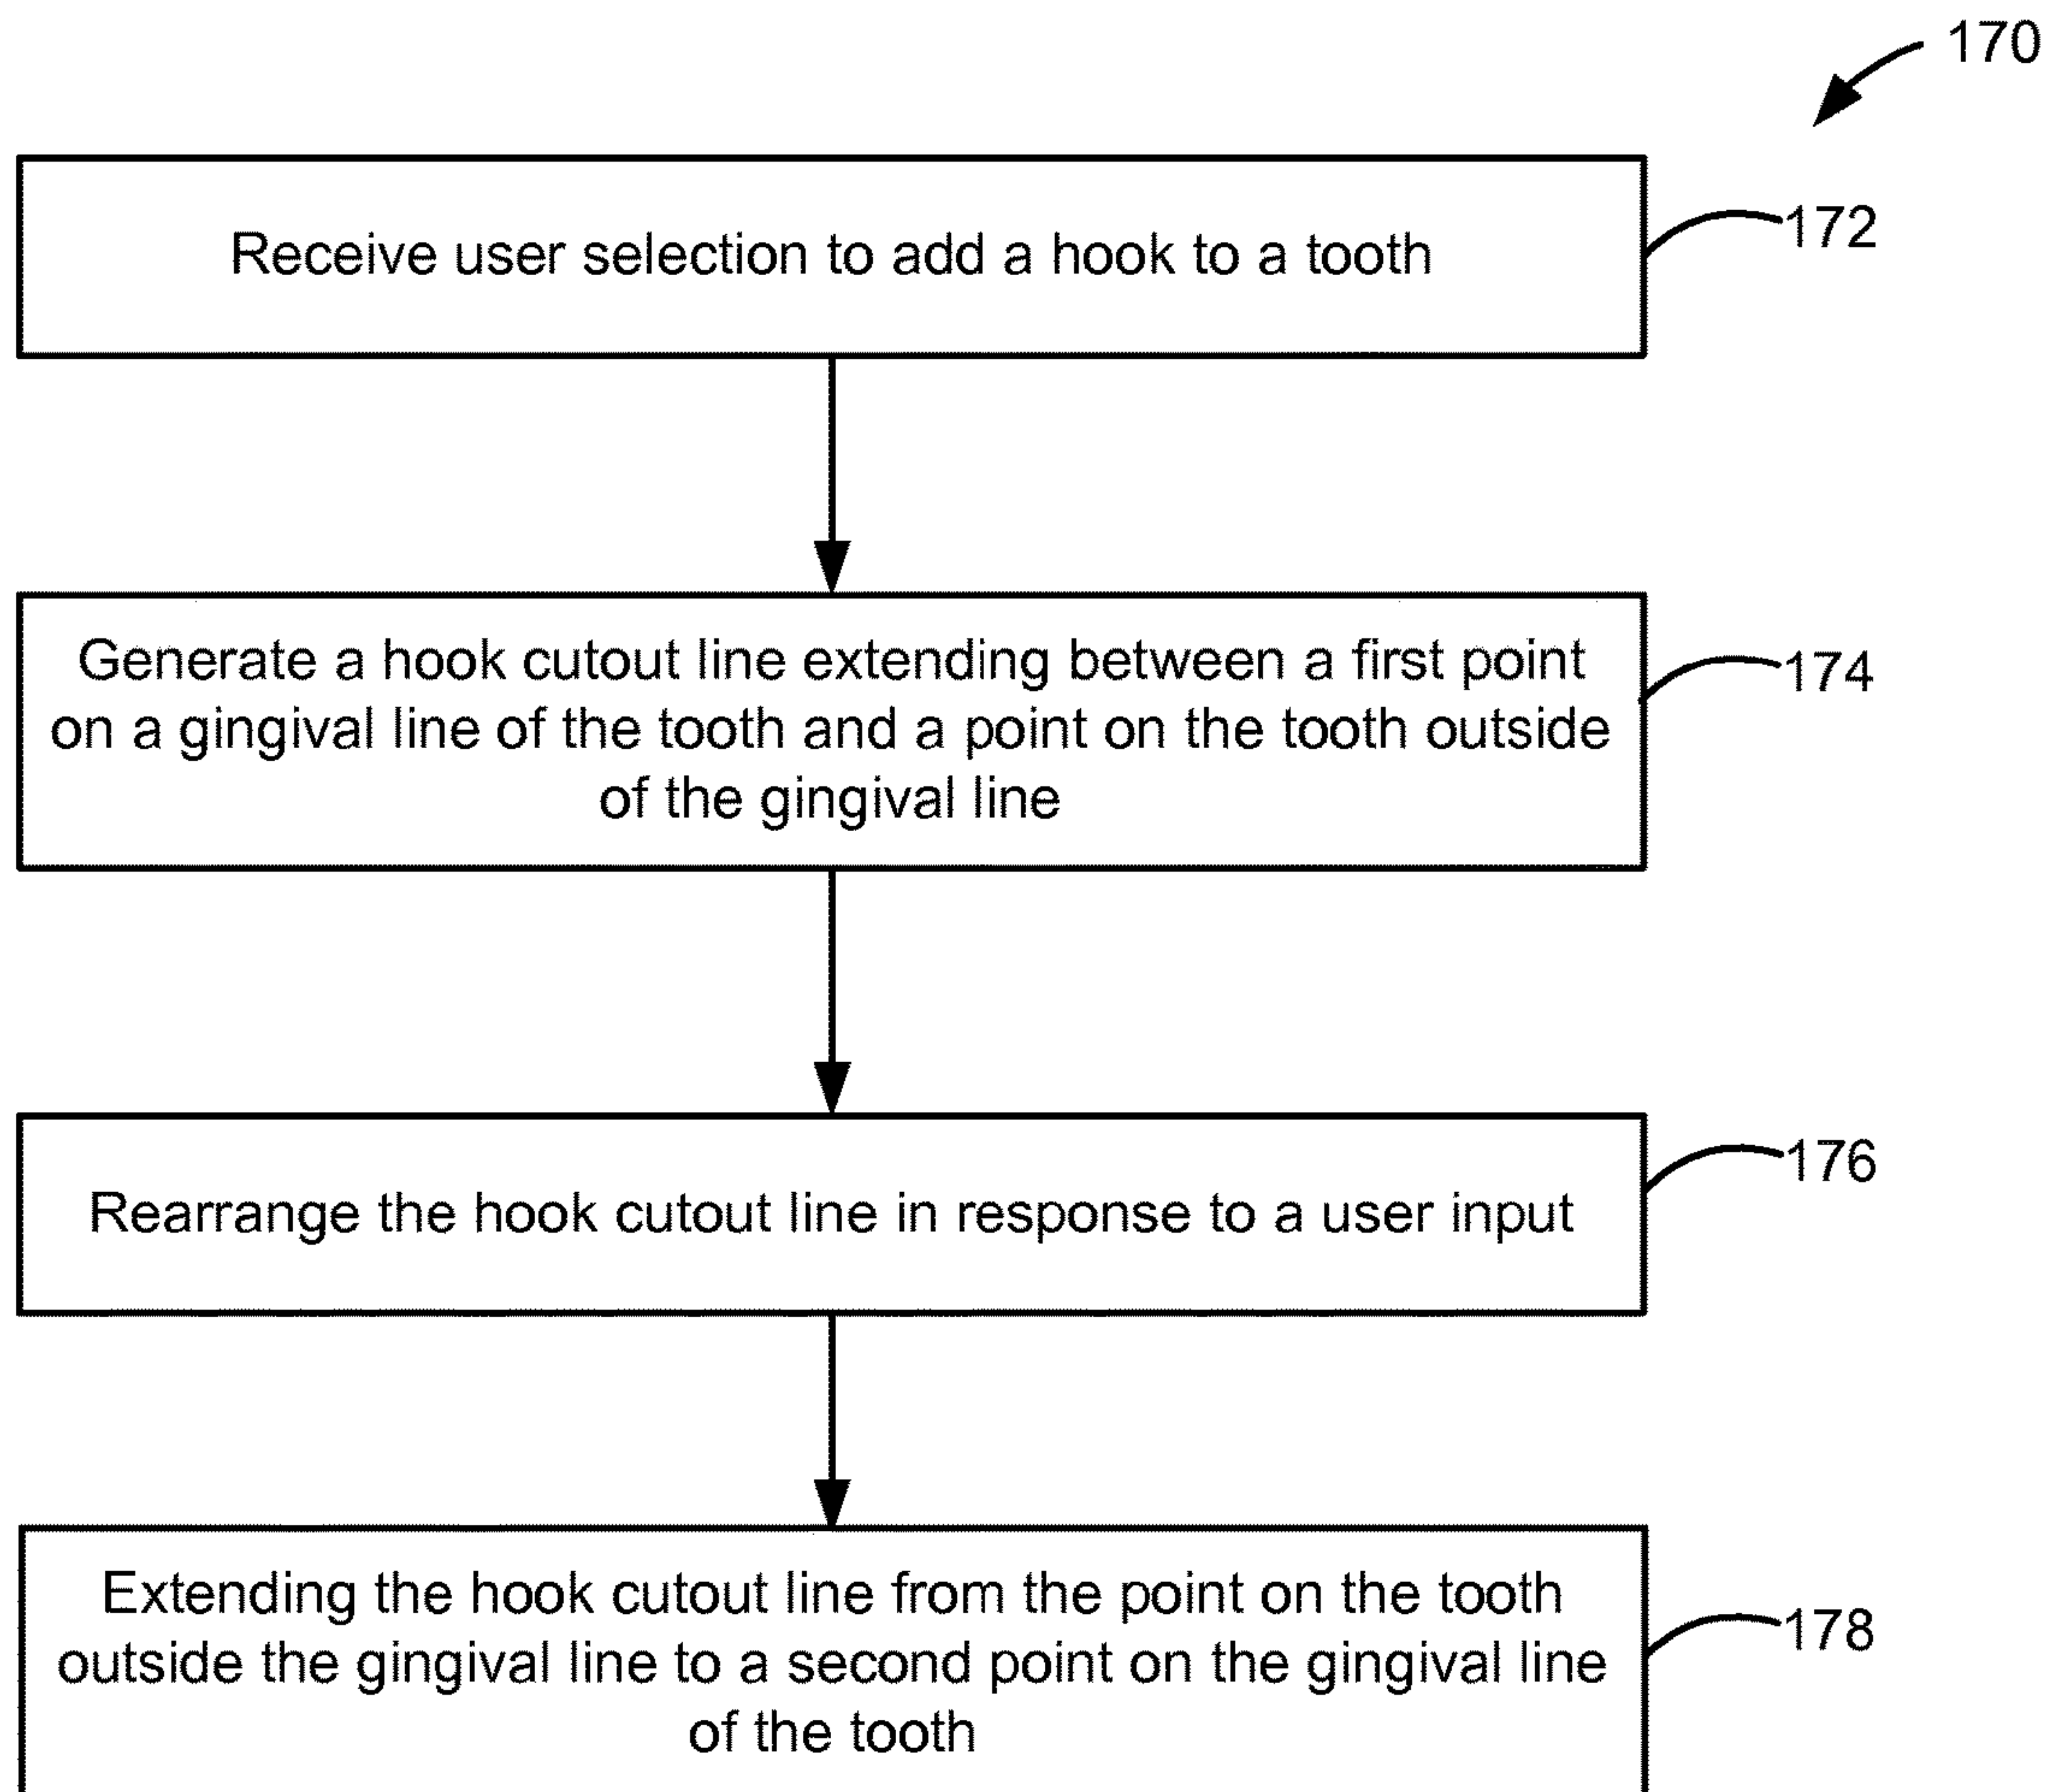 170
Receive user selection to add a hook to a tooth
172
Generate a hook cutout line extending between a first point
on a gingival line of the tooth and a point on the tooth outside
of the gingival line
174
Rearrange the hook cutout line in response to a user input
176
Extending the hook cutout line from the point on the tooth
outside the gingival line to a second point on the gingival line
of the tooth
178